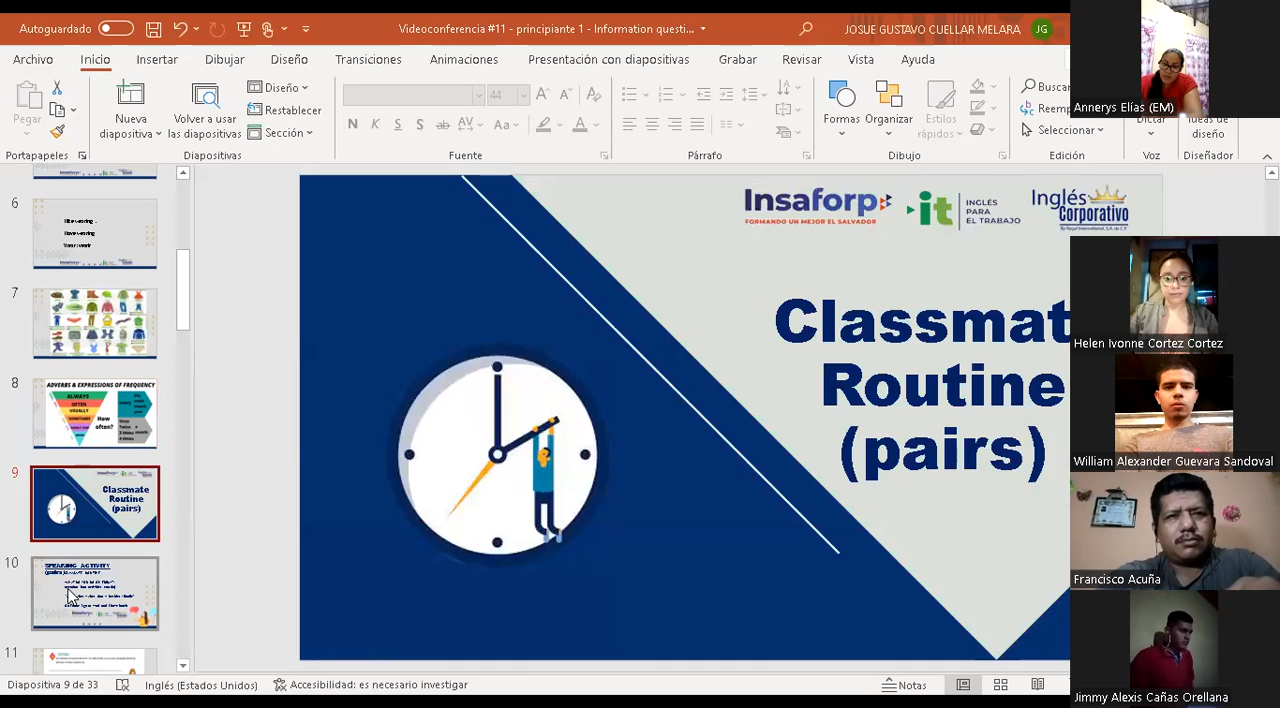 Autoguardado
Videoconferencia #11 - principiante 1 - Information questi...
JOSUE GUSTAVO CUELLAR MELARA
JG
Archivo
Inicio
Insertar
Dibujar
Diseño
Transiciones
Animaciones
Presentación con diapositivas
Grabar
Revisar
Vista
Ayuda
Pegar
Nueva
diapositiva
Volver a usar
las diapositivas
Diseño
Restablecer
Sección
44
N K S S ab AV Aa A
Formas
Organizar
Estilos
rápidos
Buscar
Reemp
Seleccionar
Dictar
Ideas de
diseño
Portapapeles
Diapositivas
Fuente
Párrafo
Dibujo
Edición
Voz
Diseñador
6
7
8
ADVERBS & EXPRESSIONS OF FREQUENCY
ALWAYS
OFTEN
USUALLY
How
often?
9
Classmate
Routine
(pairs)
10
SPEAKING ACTIVITY
11
Insaforp
FORMANDO UN MEJOR EL SALVADOR
it
INGLÉS
PARA
EL TRABAJO
Inglés
Corporativo
Classmat
Routine
(pairs)
Annerys Elías (EM)
Helen Ivonne Cortez Cortez
William Alexander Guevara Sandoval
Francisco Acuña
Jimmy Alexis Cañas Orellana
Diapositiva 9 de 33
Inglés (Estados Unidos)
Accesibilidad: es necesario investigar
Notas